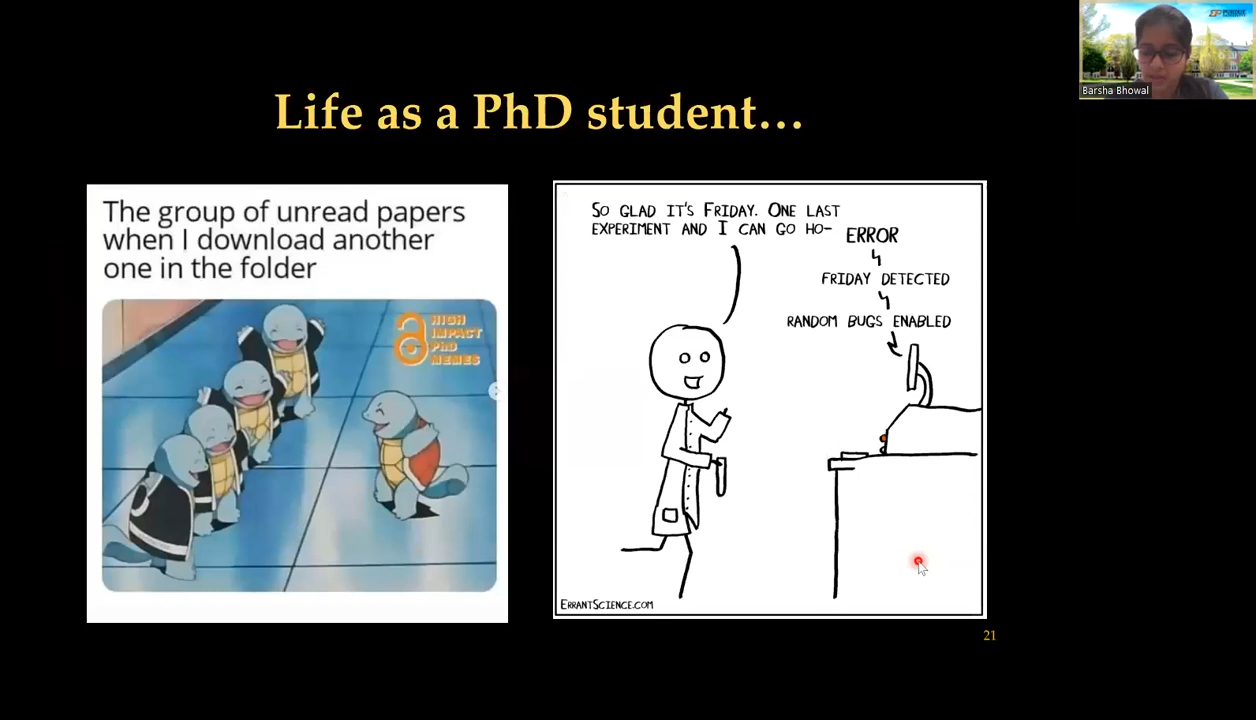 Life as a PhD student...
The group of unread papers
when I download another
one in the folder
HIGH
IMPACT
PhD
MEMES
SO GLAD IT'S FRIDAY. ONE LAST
EXPERIMENT AND I CAN GO HO-
ERROR
FRIDAY DETECTED
RANDOM BUGS ENABLED
ERRANTSCIENCE.COM
21
Barsha Bhowal
PURDUE